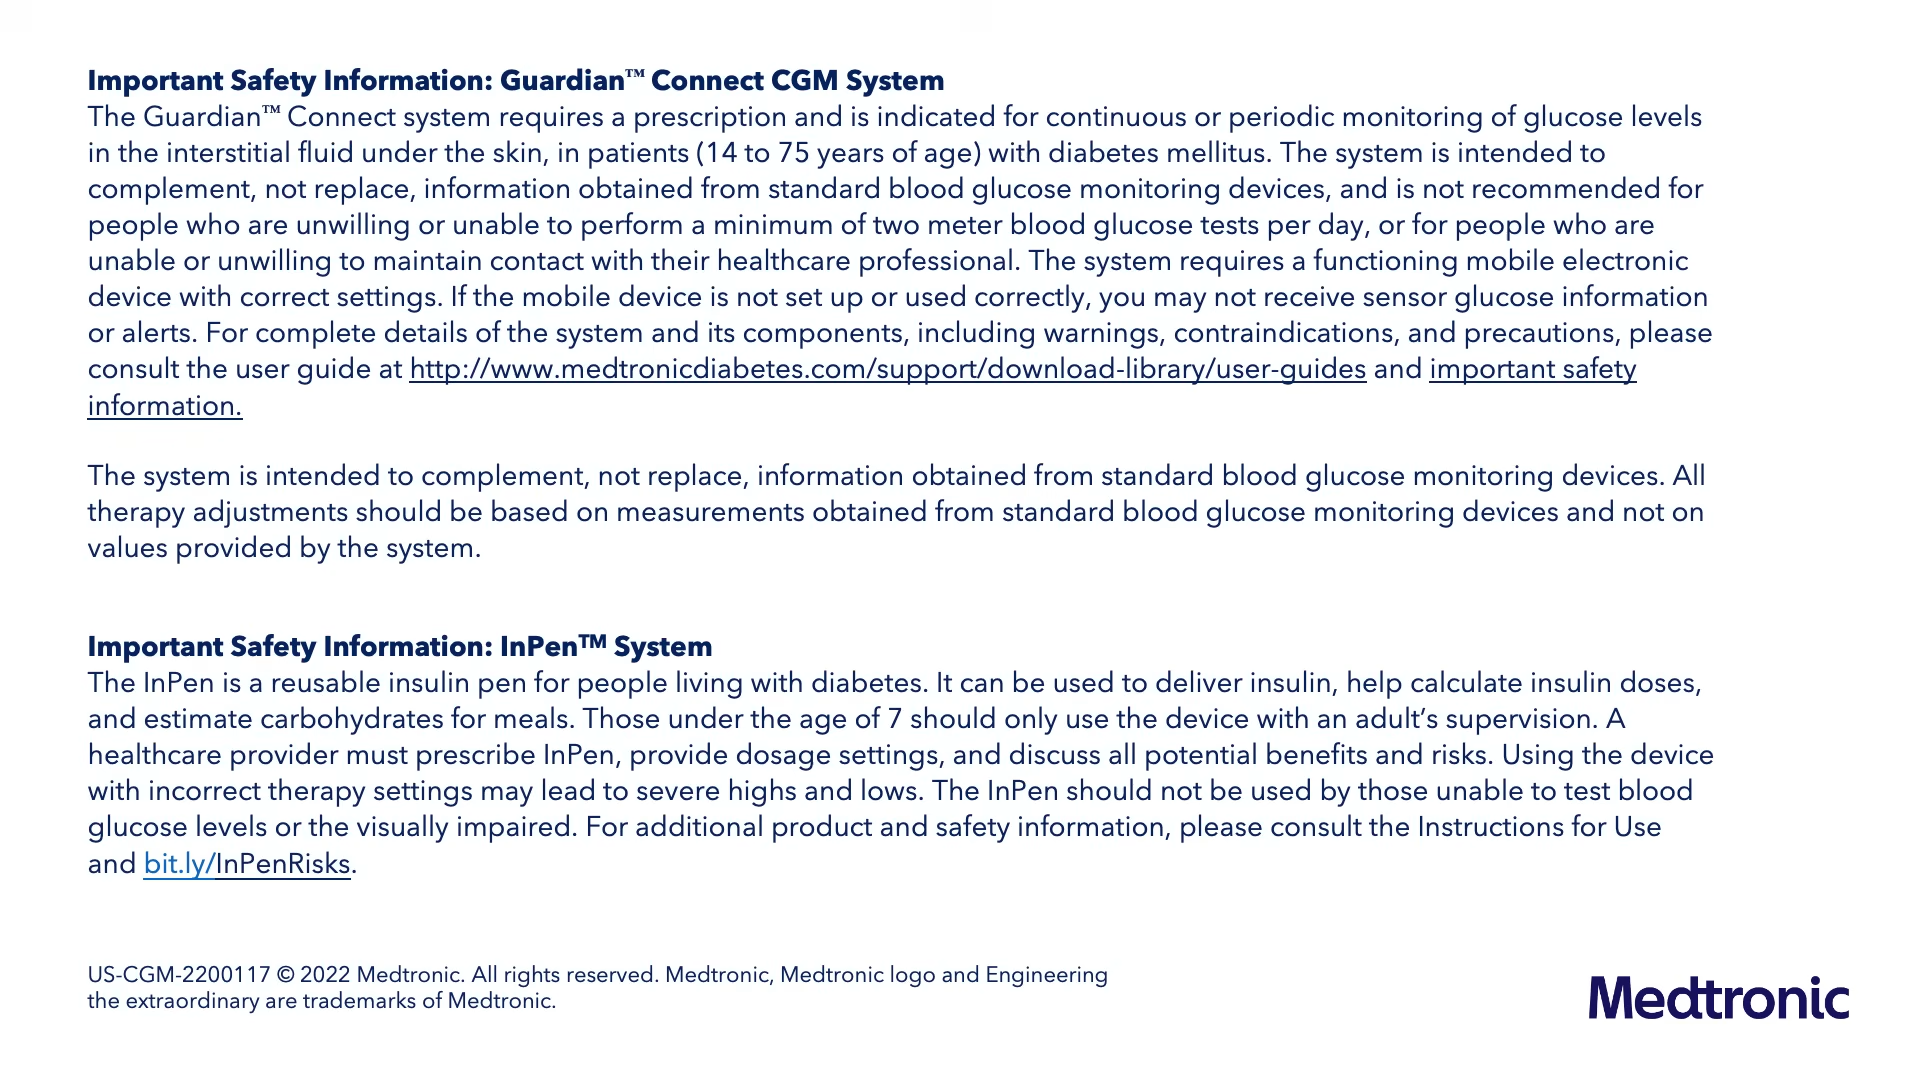 Important Safety Information: Guardian™ Connect CGM System
The Guardian™ Connect system requires a prescription and is indicated for continuous or periodic monitoring of glucose levels
in the interstitial fluid under the skin, in patients (14 to 75 years of age) with diabetes mellitus. The system is intended to
complement, not replace, information obtained from standard blood glucose monitoring devices, and is not recommended for
people who are unwilling or unable to perform a minimum of two meter blood glucose tests per day, or for people who are
unable or unwilling to maintain contact with their healthcare professional. The system requires a functioning mobile electronic
device with correct settings. If the mobile device is not set up or used correctly, you may not receive sensor glucose information
or alerts. For complete details of the system and its components, including warnings, contraindications, and precautions, please
consult the user guide at http://www.medtronicdiabetes.com/support/download-library/user-guides and important safety
information.
The system is intended to complement, not replace, information obtained from standard blood glucose monitoring devices. All
therapy adjustments should be based on measurements obtained from standard blood glucose monitoring devices and not on
values provided by the system.
Important Safety Information: InPen™ System
The InPen is a reusable insulin pen for people living with diabetes. It can be used to deliver insulin, help calculate insulin doses,
and estimate carbohydrates for meals. Those under the age of 7 should only use the device with an adult’s supervision. A
healthcare provider must prescribe InPen, provide dosage settings, and discuss all potential benefits and risks. Using the device
with incorrect therapy settings may lead to severe highs and lows. The InPen should not be used by those unable to test blood
glucose levels or the visually impaired. For additional product and safety information, please consult the Instructions for Use
and bit.ly/InPenRisks.
US-CGM-2200117 © 2022 Medtronic. All rights reserved. Medtronic, Medtronic logo and Engineering
the extraordinary are trademarks of Medtronic.
Medtronic